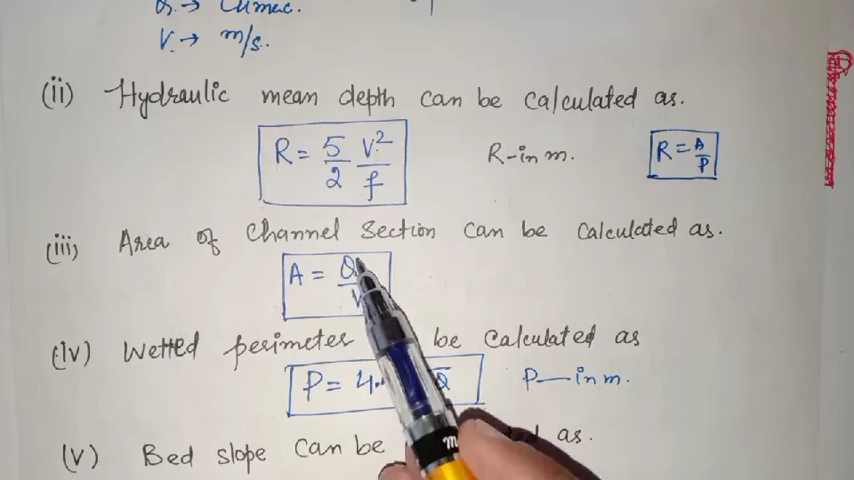 Q → Cumec.
V → m/s.
(ii) Hydraulic mean depth can be calculated as.
R = 5/2 V²/f R-in m. R = A/P
(iii) Area of Channel Section can be calculated as.
A = Q/V
(iv) Wetted perimeter be calculated as
P = 4. Q P—in m.
(v) Bed slope can be as.